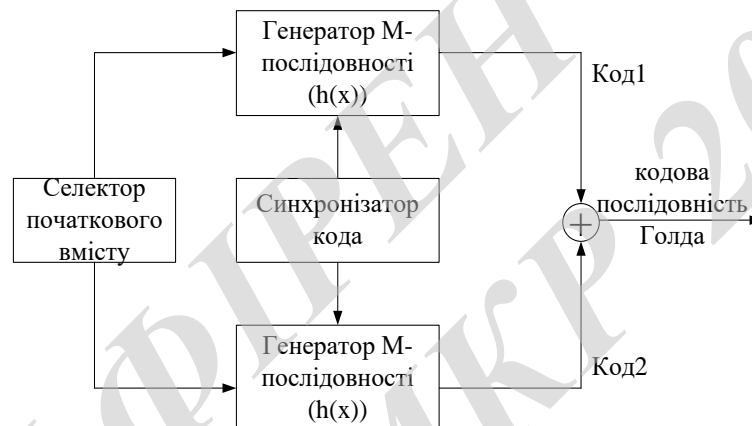 Генератор М-
послідовності
(h(x))
Код1
Селектор
початкового
вмісту
Синхронізатор
кода
кодова
послідовність
Голда
+
Генератор М-
послідовності
(h(x))
Код2